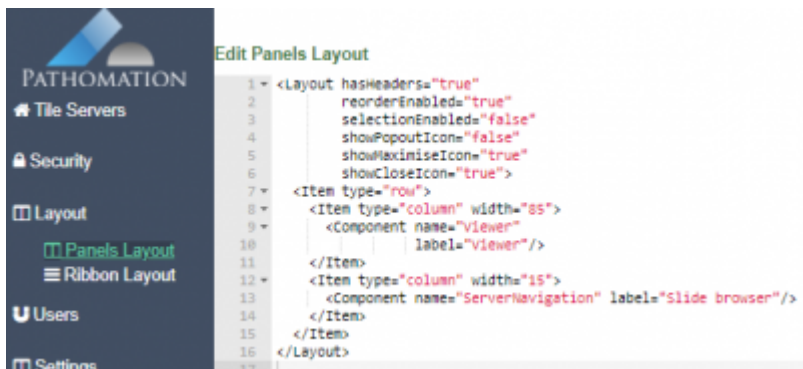 PATHOMATION
Tile Servers
Security
Layout
Panels Layout
Ribbon Layout
Users
Settings
Edit Panels Layout
1 <Layout hasHeaders="true"
2 reorderEnabled="true"
3 selectionEnabled="false"
4 showPopoutIcon="false"
5 showMaximiseIcon="true"
6 showCloseIcon="true">
7 <Item type="row">
8 <Item type="column" width="85">
9 <Component name="Viewer"
10 label="Viewer"/>
11 </Item>
12 <Item type="column" width="15">
13 <Component name="ServerNavigation" label="Slide browser"/>
14 </Item>
15 </Item>
16 </Layout>
17